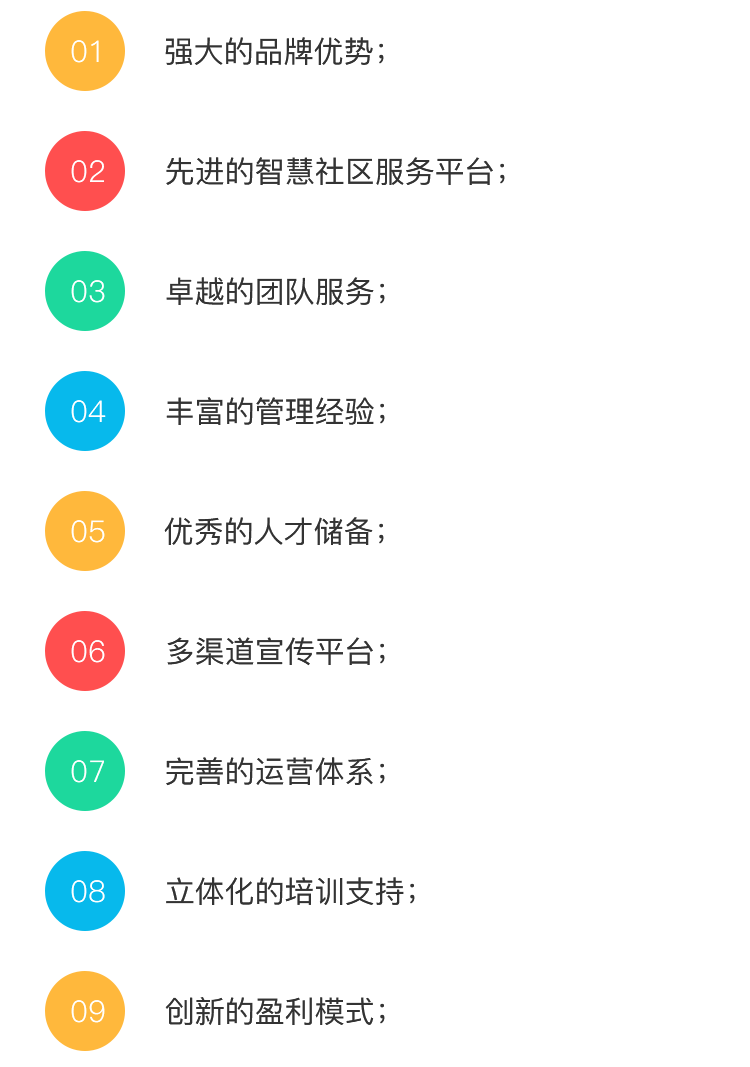 01 强大的品牌优势；
02 先进的智慧社区服务平台；
03 卓越的团队服务；
04 丰富的管理经验；
05 优秀的人才储备；
06 多渠道宣传平台；
07 完善的运营体系；
08 立体化的培训支持；
09 创新的盈利模式；